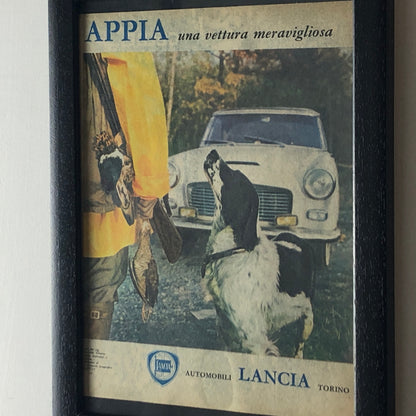 APPIA una vettura meravigliosa
LANCIA
AUTOMOBILI LANCIA TORINO